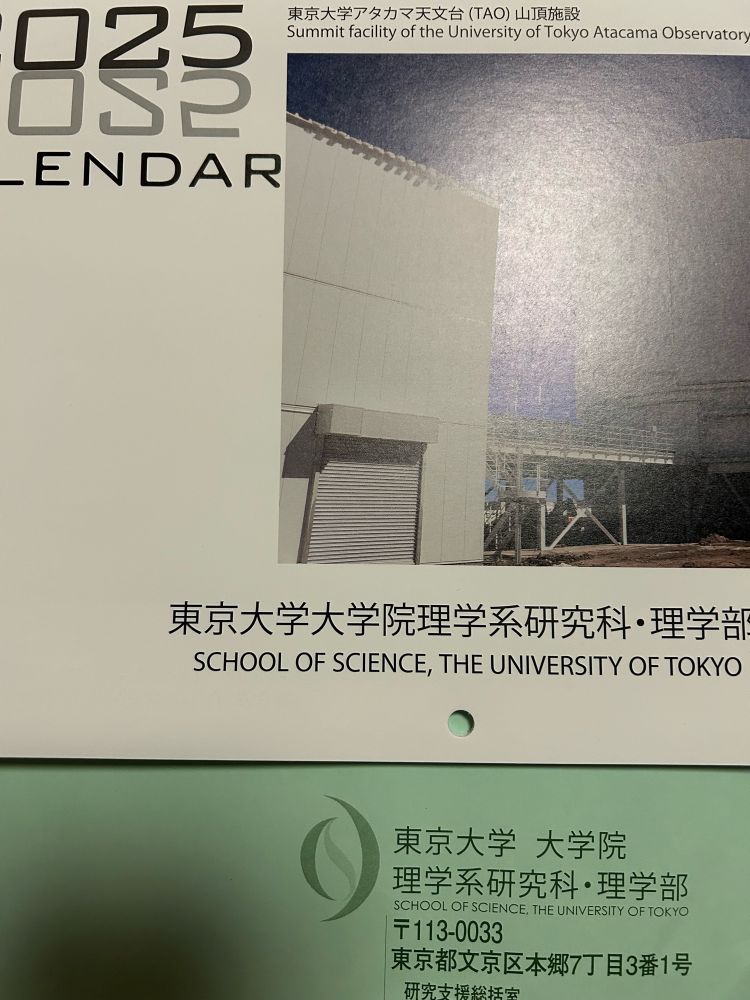 2025
CALENDAR
東京大学アタカマ天文台 (TAO) 山頂施設
Summit facility of the University of Tokyo Atacama Observatory
東京大学大学院理学系研究科・理学部
SCHOOL OF SCIENCE, THE UNIVERSITY OF TOKYO
東京大学 大学院
理学系研究科・理学部
SCHOOL OF SCIENCE, THE UNIVERSITY OF TOKYO
〒113-0033
東京都文京区本郷7丁目3番1号
研究支援総括室